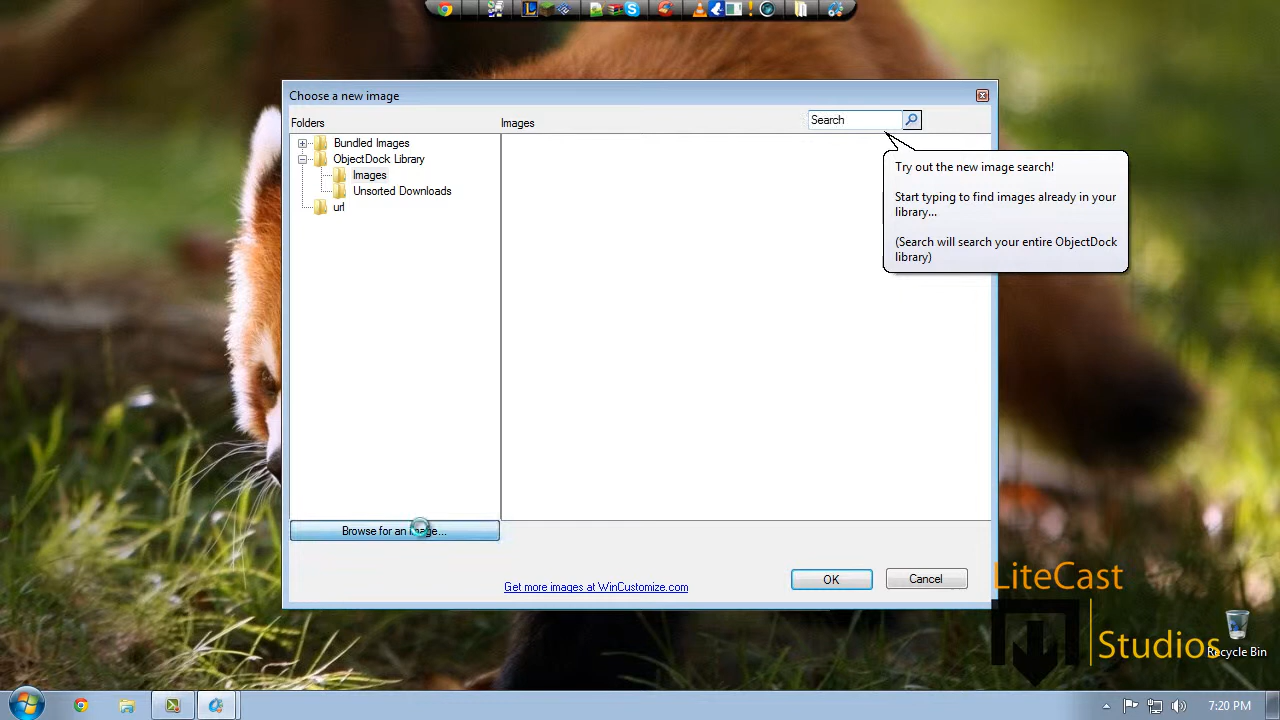 Choose a new image
Folders
Images
Search
Bundled Images
ObjectDock Library
Images
Unsorted Downloads
url
Try out the new image search!
Start typing to find images already in your
library...
(Search will search your entire ObjectDock
library)
Browse for an image...
Get more images at WinCustomize.com
OK
Cancel
LiteCast
Studios
Recycle Bin
7:20 PM